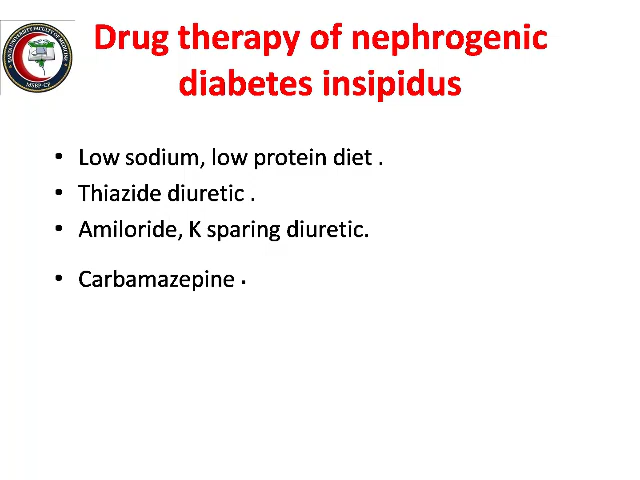 Drug therapy of nephrogenic
diabetes insipidus
• Low sodium, low protein diet .
• Thiazide diuretic .
• Amiloride, K sparing diuretic.
• Carbamazepine .